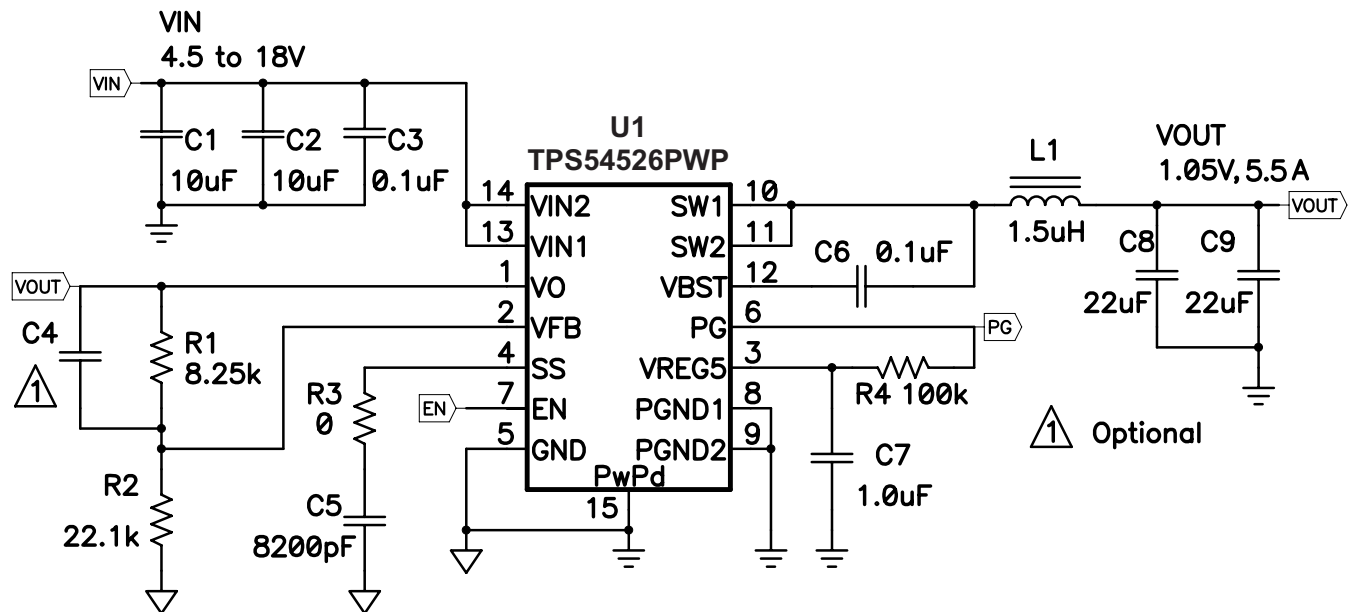 VIN
4.5 to 18V
VIN
C1
10uF
C2
10uF
C3
0.1uF
U1
TPS54526PWP
14
VIN2
13
VIN1
1
VO
2
VFB
4
SS
7
EN
5
GND
PwPd
15
SW1
10
SW2
11
VBST
12
PG
6
VREG5
3
PGND1
8
PGND2
9
VOUT
C4
1
R1
8.25k
R2
22.1k
R3
0
C5
8200pF
EN
C6
0.1uF
L1
1.5uH
VOUT
1.05V, 5.5A
VOUT
C8
22uF
C9
22uF
PG
R4 100k
C7
1.0uF
1 Optional